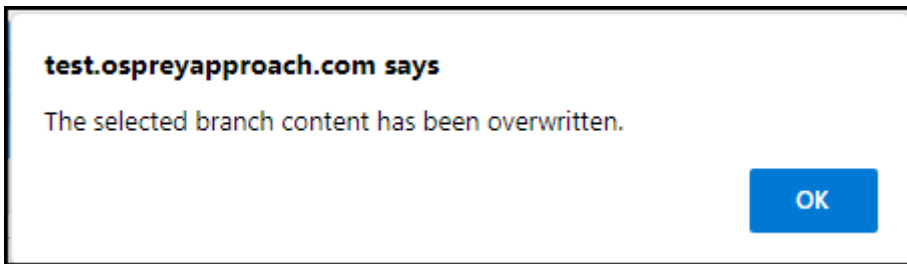 test.ospreyapproach.com says
The selected branch content has been overwritten.
OK